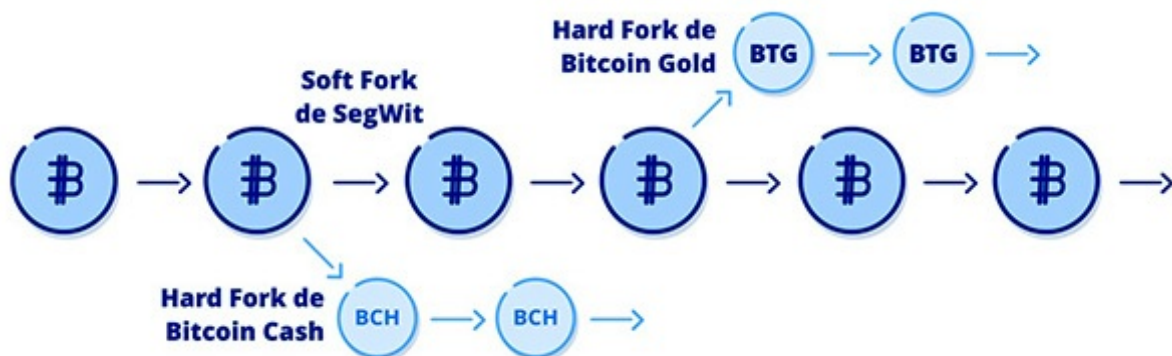 Hard Fork de
Bitcoin Gold
BTG
BTG
Soft Fork
de SegWit
Hard Fork de
Bitcoin Cash
BCH
BCH